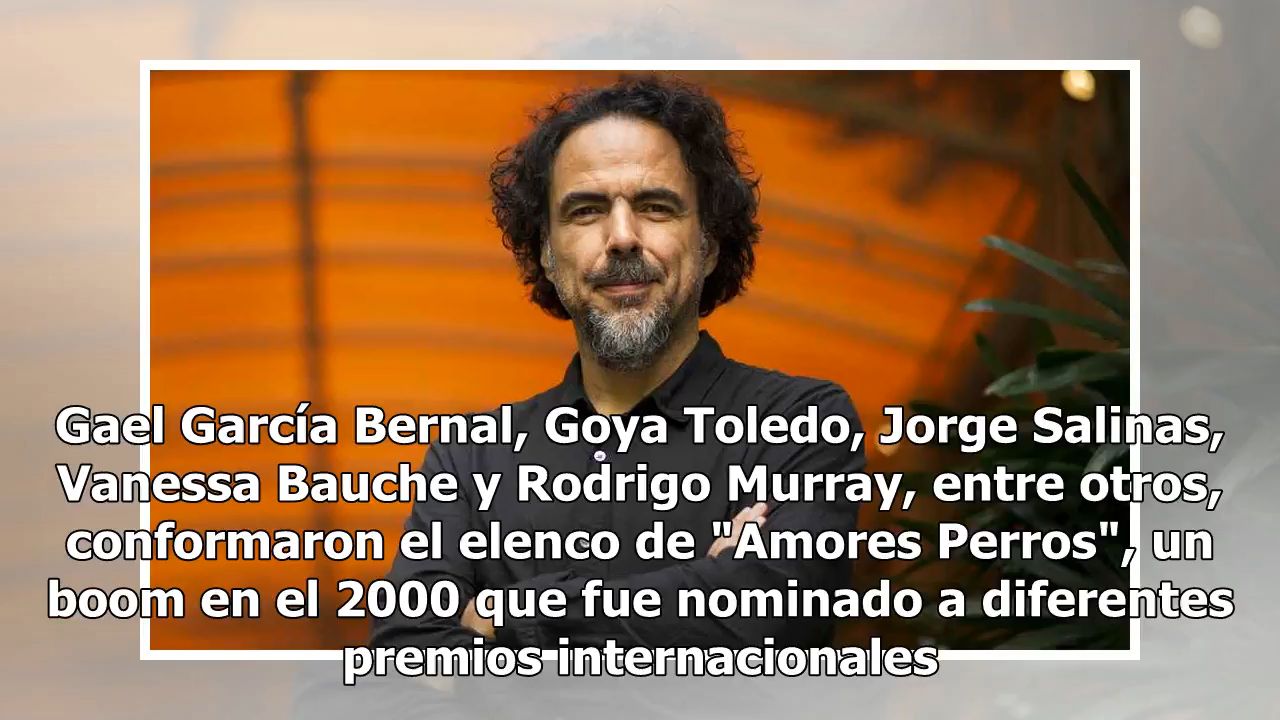 Gael García Bernal, Goya Toledo, Jorge Salinas,
Vanessa Bauche y Rodrigo Murray, entre otros,
conformaron el elenco de "Amores Perros", un
boom en el 2000 que fue nominado a diferentes
premios internacionales